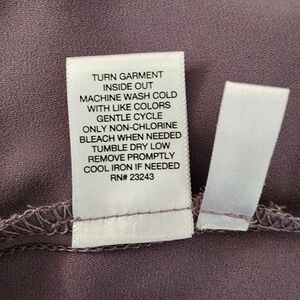 TURN GARMENT
INSIDE OUT
MACHINE WASH COLD
WITH LIKE COLORS
GENTLE CYCLE
ONLY NON-CHLORINE
BLEACH WHEN NEEDED
TUMBLE DRY LOW
REMOVE PROMPTLY
COOL IRON IF NEEDED
RN# 23243